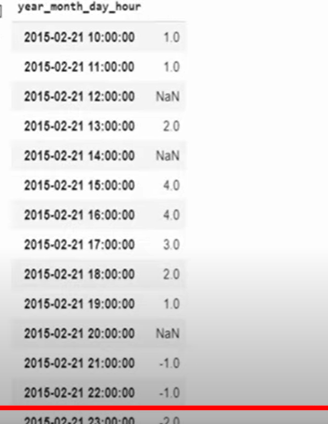 year_month_day_hour
2015-02-21 10:00:00 1.0
2015-02-21 11:00:00 1.0
2015-02-21 12:00:00 NaN
2015-02-21 13:00:00 2.0
2015-02-21 14:00:00 NaN
2015-02-21 15:00:00 4.0
2015-02-21 16:00:00 4.0
2015-02-21 17:00:00 3.0
2015-02-21 18:00:00 2.0
2015-02-21 19:00:00 1.0
2015-02-21 20:00:00 NaN
2015-02-21 21:00:00 -1.0
2015-02-21 22:00:00 -1.0
2015-02-21 23:00:00 -2.0